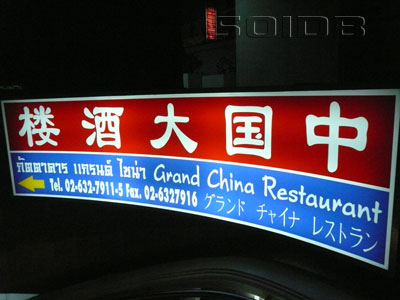 SOIDB
楼酒大国中
ภัตตาคาร แกรนด์ ไชน่า Grand China Restaurant
Tel. 02-632-7911-5 Fax. 02-6327916 グランド チャイナ レストラン